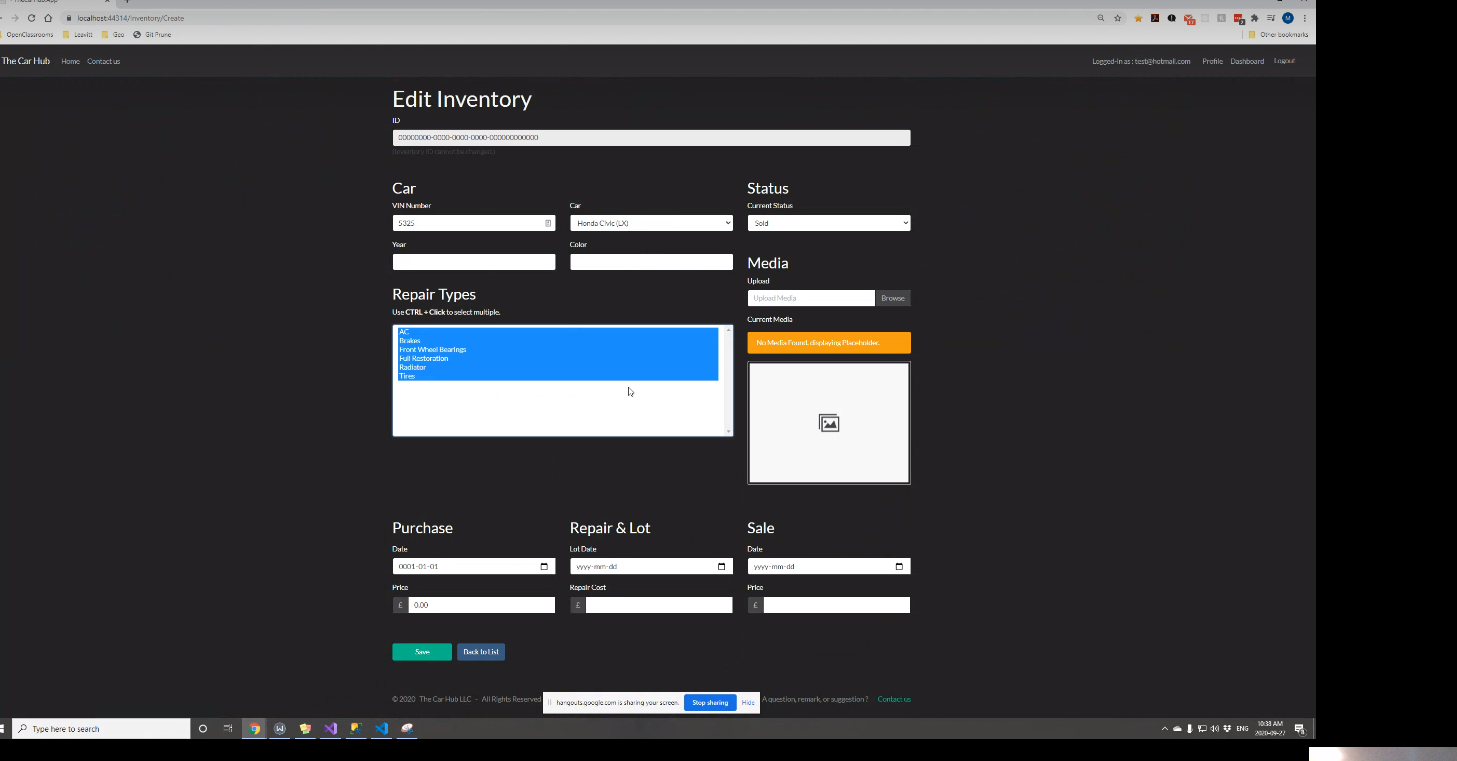 localhost:44314/Inventory/Create
OpenClassrooms Leavitt Geo Git Prune Other bookmarks
The Car Hub Home Contact us Logged-in as : test@hotmail.com Profile Dashboard Logout
Edit Inventory
ID
00000000-0000-0000-0000-000000000000
(Inventory ID cannot be changed)
Car Status
VIN Number Car Current Status
5325 Honda Civic (LX) Sold
Year Color
Media
Upload
Upload Media Browse
Repair Types
Use CTRL + Click to select multiple.
Current Media
AC
Brakes
Front Wheel Bearings
Full Restoration
Radiator
Tires
No Media Found, displaying Placeholder.
Purchase Repair & Lot Sale
Date Lot Date Date
0001-01-01 yyyy-mm-dd yyyy-mm-dd
Price Repair Cost Price
£ 0.00 £ £
Save Back to List
© 2020 The Car Hub LLC - All Rights Reserved A question, remark, or suggestion ? Contact us
hangouts.google.com is sharing your screen. Stop sharing Hide
Type here to search ENG 10:38 AM
2020-09-27